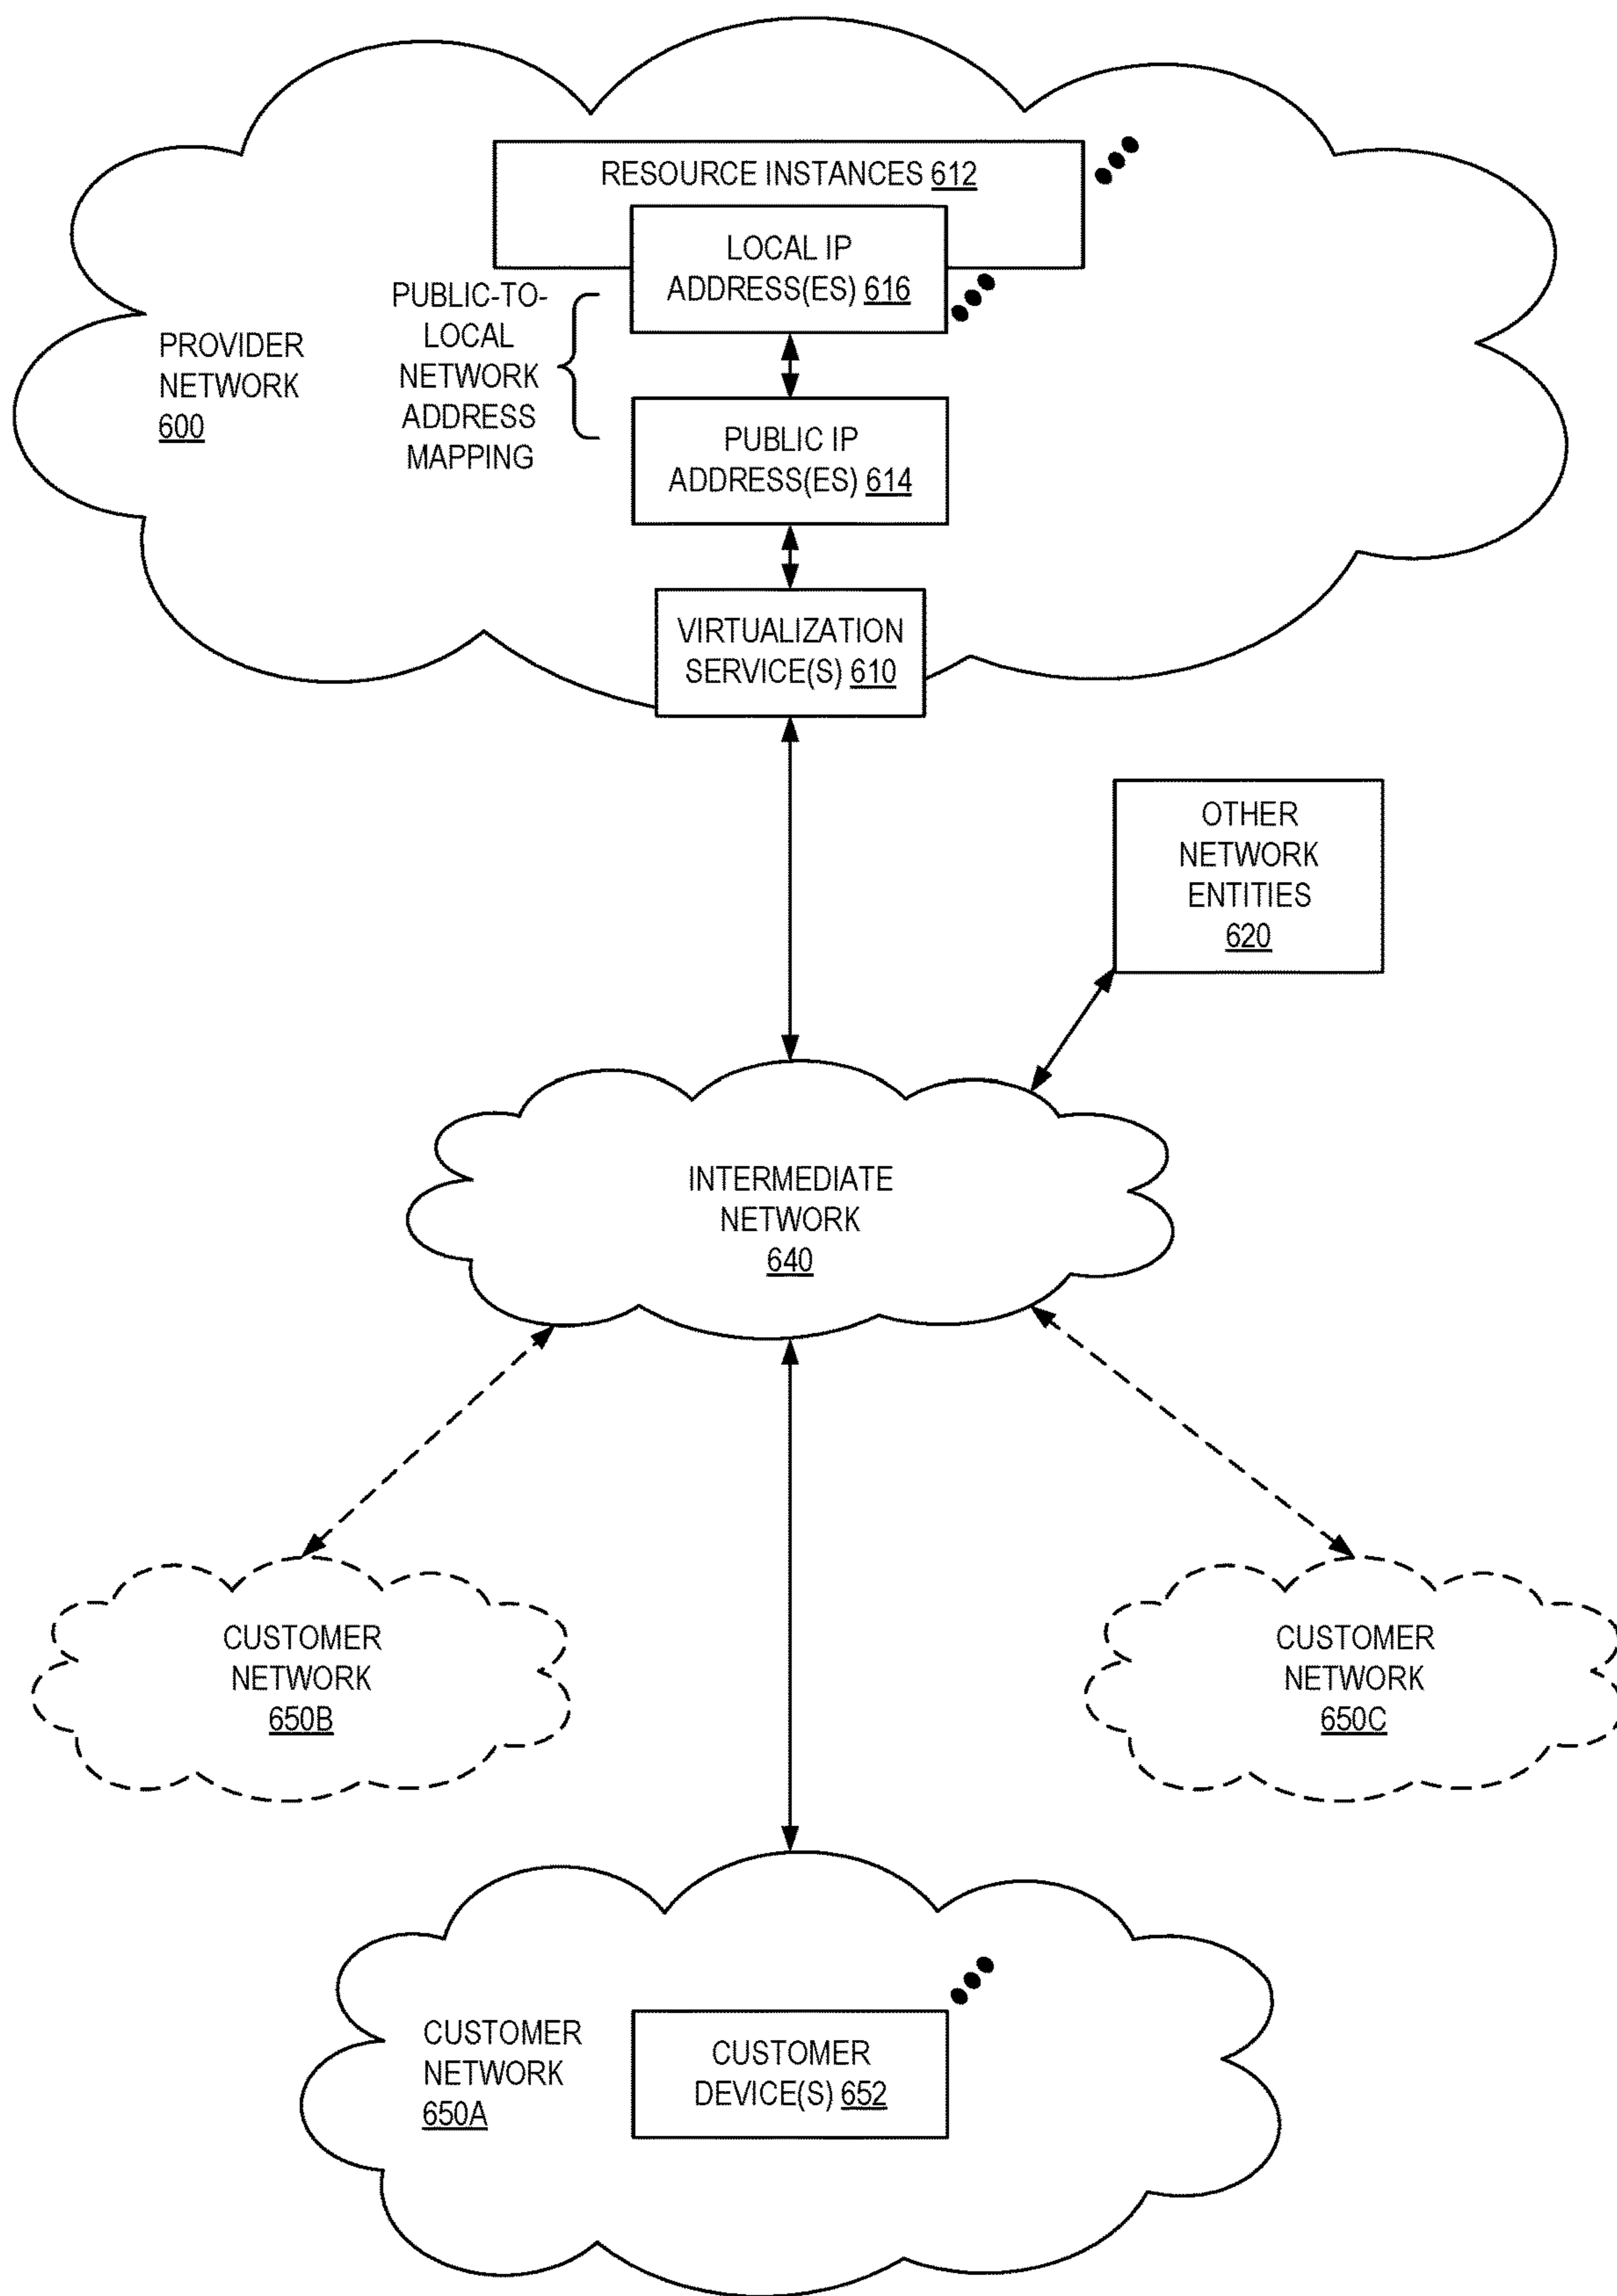 RESOURCE INSTANCES 612
LOCAL IP
ADDRESS(ES) 616
PUBLIC-TO-
LOCAL
NETWORK
ADDRESS
MAPPING
PROVIDER
NETWORK
600
PUBLIC IP
ADDRESS(ES) 614
VIRTUALIZATION
SERVICE(S) 610
OTHER
NETWORK
ENTITIES
620
INTERMEDIATE
NETWORK
640
CUSTOMER
NETWORK
650B
CUSTOMER
NETWORK
650C
CUSTOMER
NETWORK
650A
CUSTOMER
DEVICE(S) 652